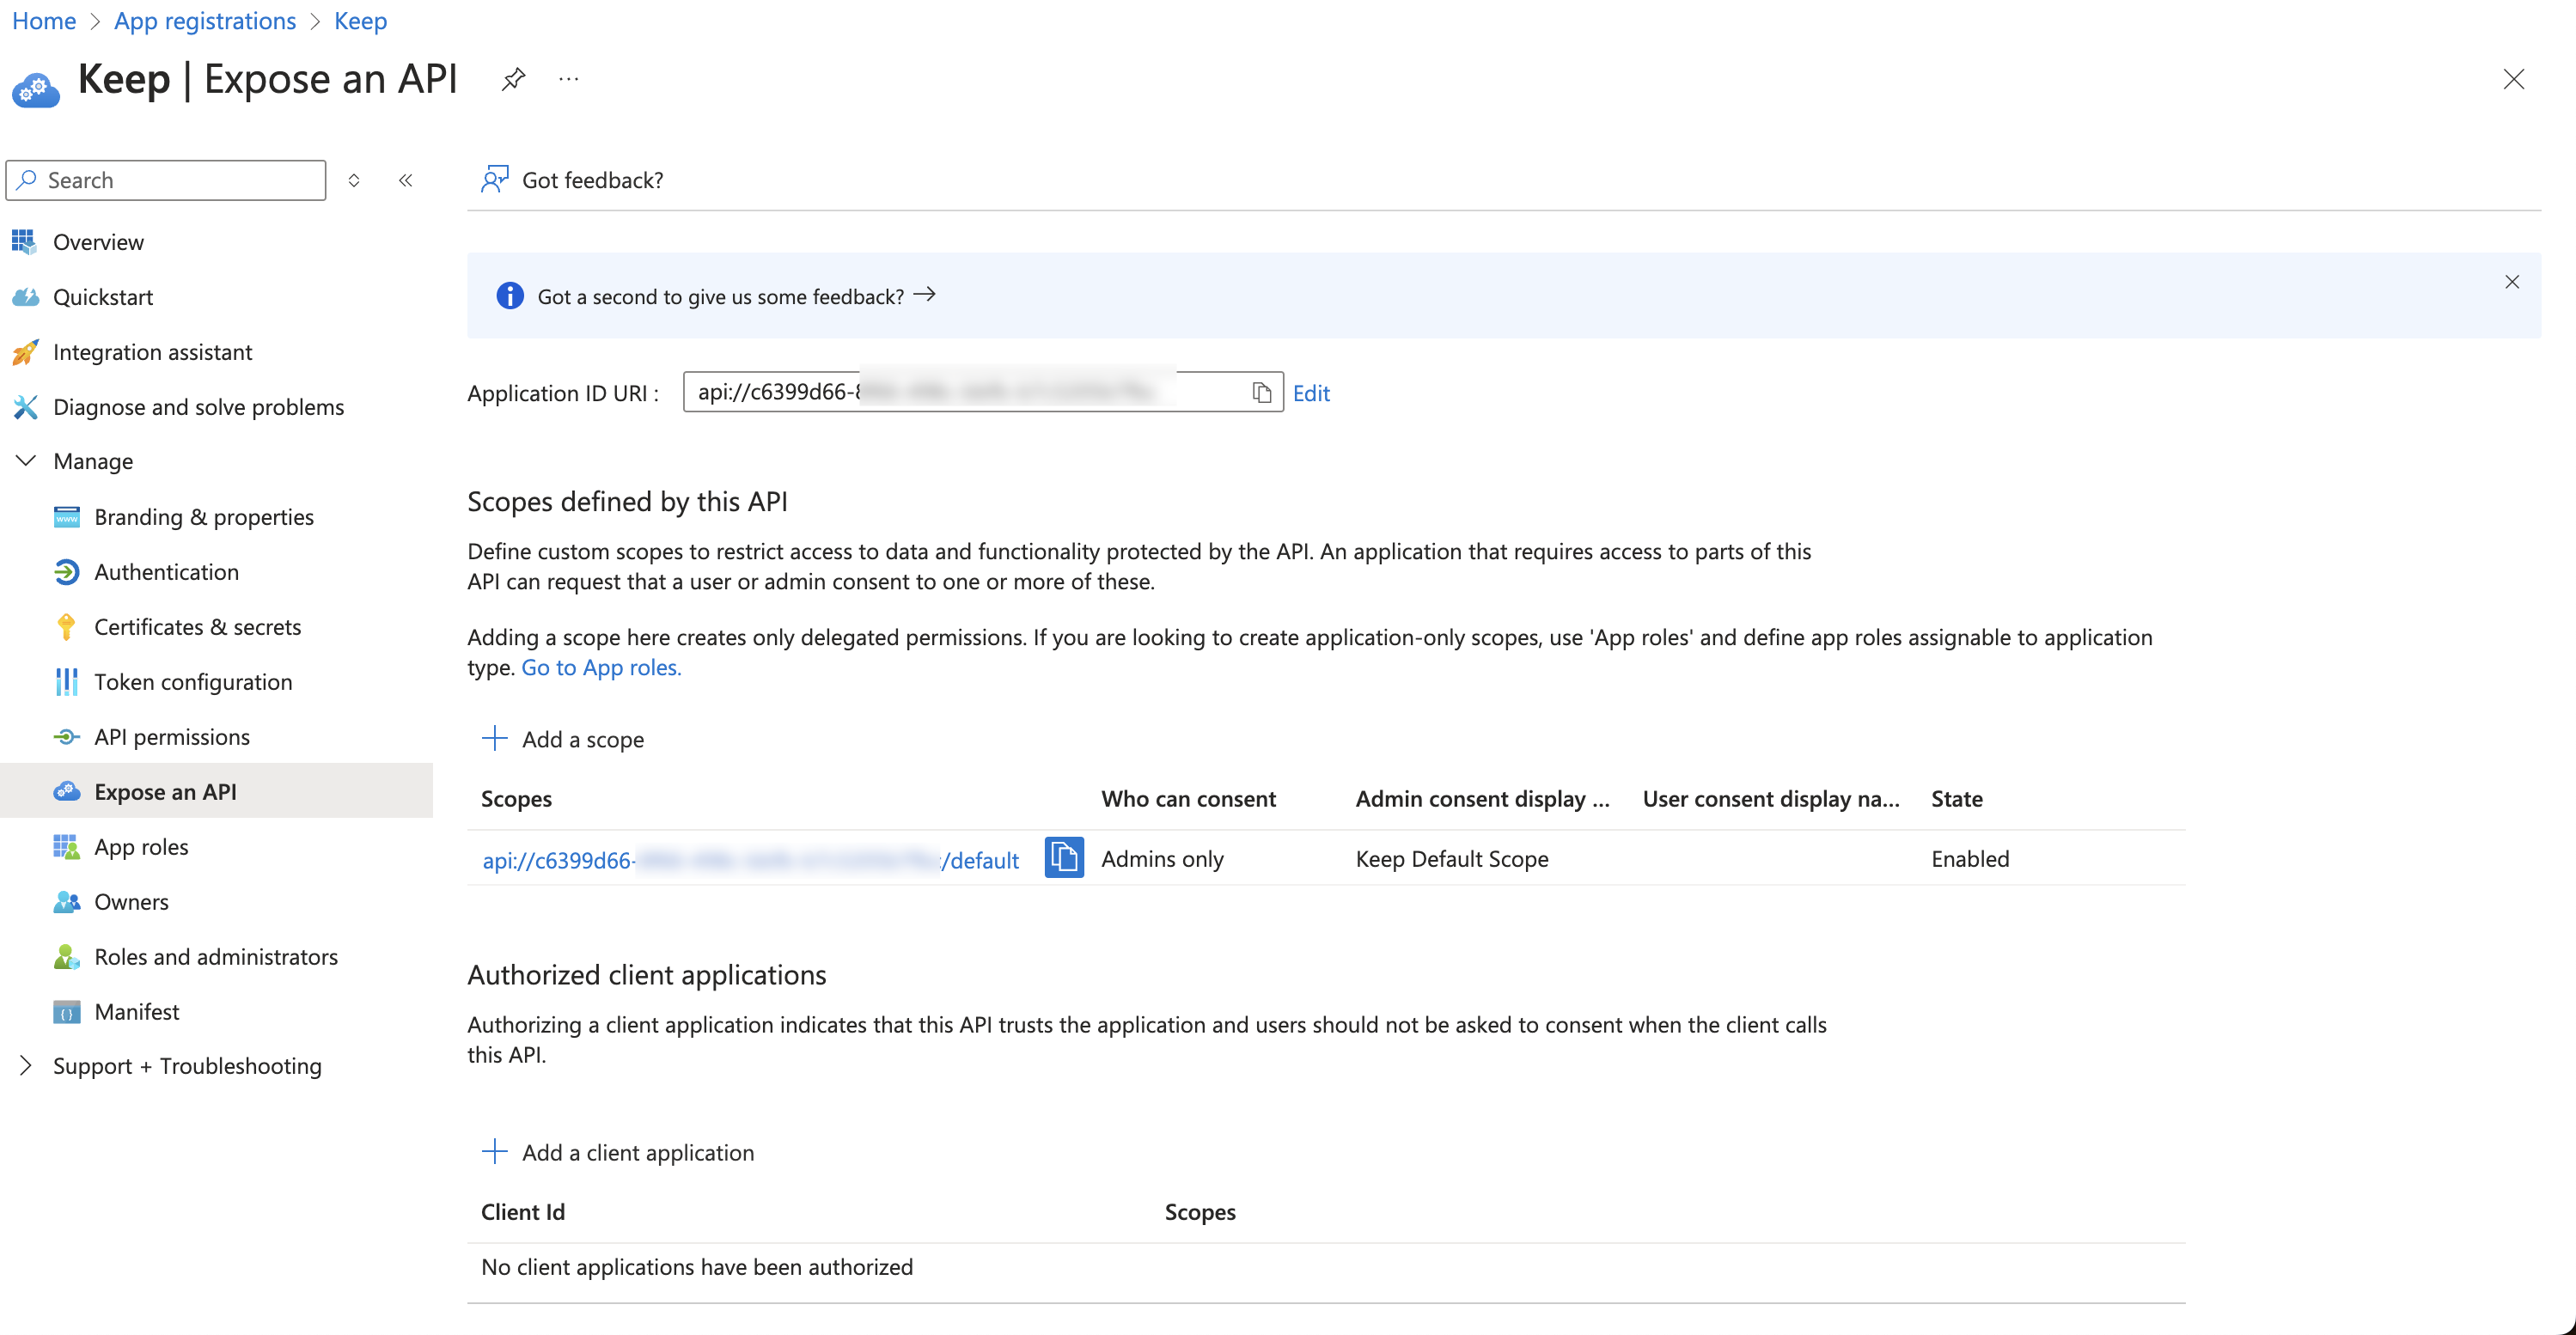 Home > App registrations > Keep
Keep | Expose an API
Search
Overview
Quickstart
Integration assistant
Diagnose and solve problems
Manage
Branding & properties
Authentication
Certificates & secrets
Token configuration
API permissions
Expose an API
App roles
Owners
Roles and administrators
Manifest
Support + Troubleshooting
Got feedback?
Got a second to give us some feedback? →
Application ID URI : api://c6399d66- Edit
Scopes defined by this API
Define custom scopes to restrict access to data and functionality protected by the API. An application that requires access to parts of this
API can request that a user or admin consent to one or more of these.
Adding a scope here creates only delegated permissions. If you are looking to create application-only scopes, use 'App roles' and define app roles assignable to application
type. Go to App roles.
Add a scope
Scopes Who can consent Admin consent display ... User consent display na... State
api://c6399d66- /default Admins only Keep Default Scope Enabled
Authorized client applications
Authorizing a client application indicates that this API trusts the application and users should not be asked to consent when the client calls
this API.
Add a client application
Client Id Scopes
No client applications have been authorized